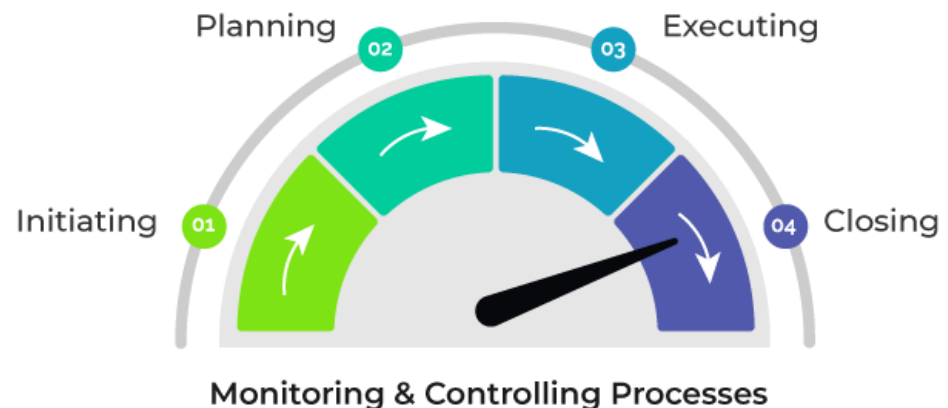 Initiating
01
Planning
02
03
Executing
04
Closing
Monitoring & Controlling Processes